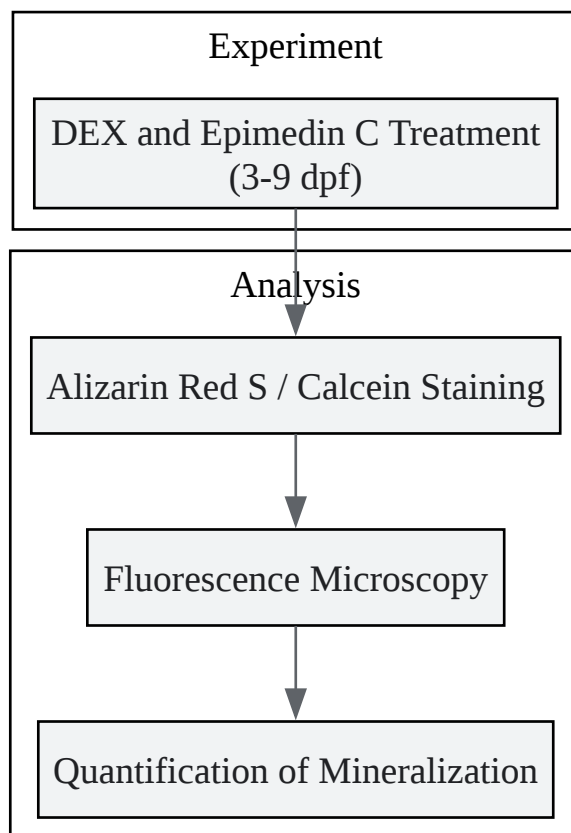 Experiment
DEX and Epimedin C Treatment
(3-9 dpf)
Analysis
Alizarin Red S / Calcein Staining
Fluorescence Microscopy
Quantification of Mineralization